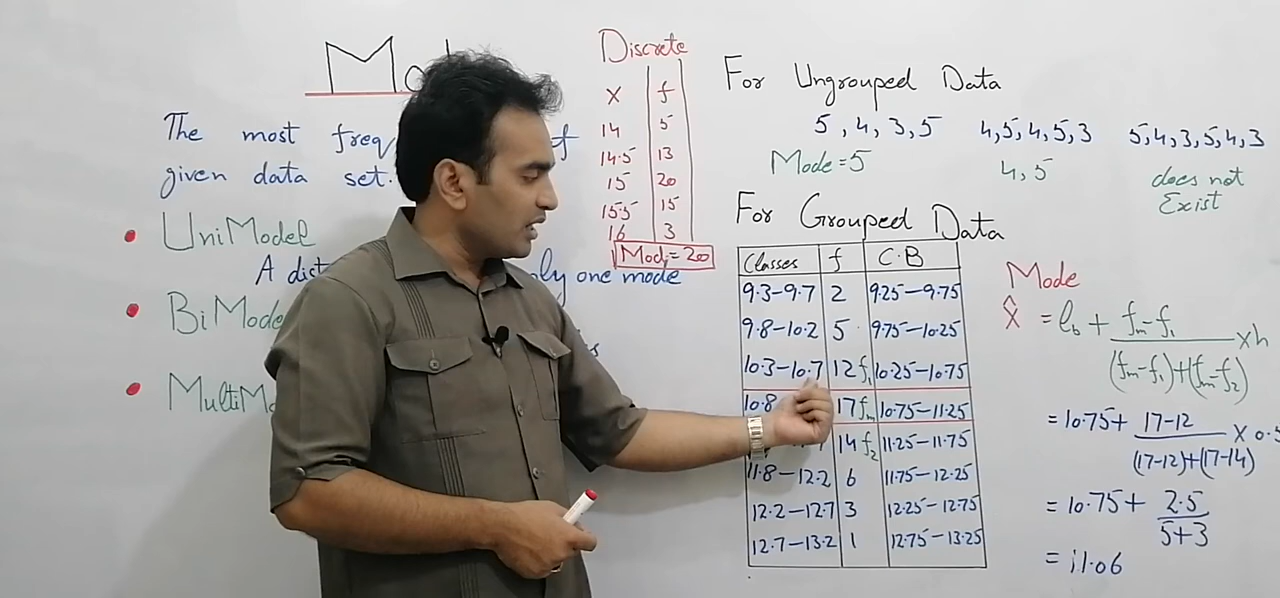 Mod
The most freq f
given data set.
UniModel
A dist only one mode
BiMode
MultiMo
Discrete
x f
14 5
14.5 13
15 20
15.5 15
16 3
Mod = 20
For Ungrouped Data
5, 4, 3, 5
Mode = 5
4, 5, 4, 5, 3
4, 5
5, 4, 3, 5, 4, 3
does not
Exist
For Grouped Data
Classes f C.B
9.3-9.7 2 9.25-9.75
9.8-10.2 5 9.75-10.25
10.3-10.7 12 f₁ 10.25-10.75
10.8 17 fₘ 10.75-11.25
14 f₂ 11.25-11.75
11.8-12.2 6 11.75-12.25
12.2-12.7 3 12.25-12.75
12.7-13.2 1 12.75-13.25
Mode
x̂ = l_b + (fₘ-f₁)/((fₘ-f₁)+(fₘ-f₂)) × h
= 10.75 + (17-12)/((17-12)+(17-14)) × 0.5
= 10.75 + 2.5/(5+3)
= 11.06